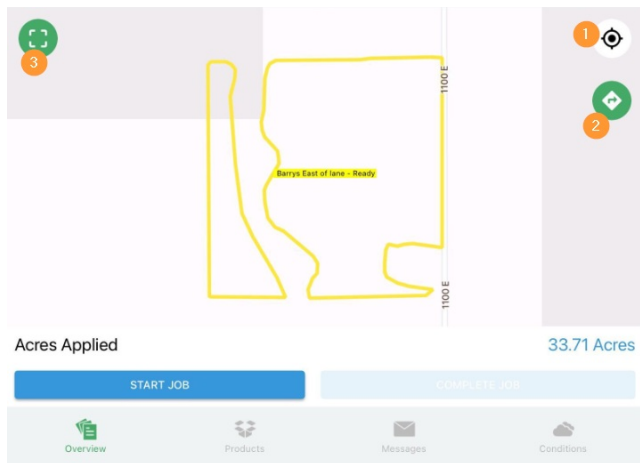 1
3
1100 E
2
Barrys East of lane - Ready
1100 E
Acres Applied
33.71 Acres
START JOB
COMPLETE JOB
Overview
Products
Messages
Conditions